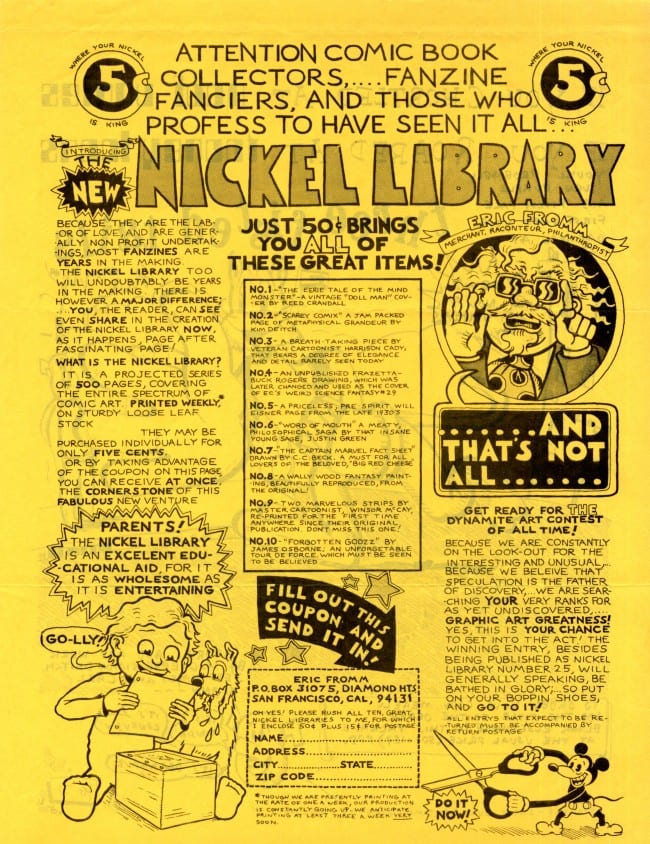 WHERE YOUR NICKEL
5¢
IS KING
ATTENTION COMIC BOOK
COLLECTORS,....FANZINE
FANCIERS, AND THOSE WHO
PROFESS TO HAVE SEEN IT ALL...
WHERE YOUR NICKEL
5¢
IS KING
INTRODUCING
THE
NEW
NICKEL LIBRARY
BECAUSE THEY ARE THE LAB-
OR OF LOVE, AND ARE GENER-
ALLY NON PROFIT UNDERTAK-
INGS, MOST FANZINES ARE
YEARS IN THE MAKING.
THE NICKEL LIBRARY TOO
WILL UNDOUBTABLY BE YEARS
IN THE MAKING. THERE IS
HOWEVER A MAJOR DIFFERENCE;
...YOU, THE READER, CAN SEE
EVEN SHARE IN THE CREATION
OF THE NICKEL LIBRARY NOW,
AS IT HAPPENS, PAGE AFTER
FASCINATING PAGE!
WHAT IS THE NICKEL LIBRARY?
IT IS A PROJECTED SERIES
OF 500 PAGES, COVERING
THE ENTIRE SPECTRUM OF
COMIC ART. PRINTED WEEKLY,*
ON STURDY LOOSE LEAF
STOCK
THEY MAY BE
PURCHASED INDIVIDUALLY FOR
ONLY FIVE CENTS,
OR BY TAKING ADVANTAGE
OF THE COUPON ON THIS PAGE,
YOU CAN RECEIVE AT ONCE,
THE CORNERSTONE OF THIS
FABULOUS NEW VENTURE
PARENTS!
THE NICKEL LIBRARY
IS AN EXCELLENT EDU-
CATIONAL AID, FOR IT
IS AS WHOLESOME AS
IT IS ENTERTAINING
GO-LLY!
JUST 50¢ BRINGS
YOU ALL OF
THESE GREAT ITEMS!
NO.1-"THE EERIE TALE OF THE MIND
MONSTER"-A VINTAGE "DOLL MAN" COV-
ER BY REED CRANDALL
NO.2-"SCAREY COMIX" A JAM PACKED
PAGE OF METAPHYSICAL GRANDEUR BY
KIM DEITCH
NO.3-A BREATH-TAKING PIECE BY
VETERAN CARTOONIST, HARRISON CADY,
THAT BEARS A DEGREE OF ELEGANCE
AND DETAIL RARELY SEEN TODAY
NO.4-AN UNPUBLISHED FRAZETTA-
BUCK ROGERS DRAWING, WHICH WAS
LATER CHANGED AND USED AS THE COVER
OF EC'S WEIRD SCIENCE FANTASY #29
NO.5-A PRICELESS, PRE SPIRIT WILL
EISNER PAGE FROM THE LATE 1930'S
NO.6-"WORD OF MOUTH" A MEATY,
PHILOSOPHICAL SAGA BY THAT INSANE
YOUNG SAGE, JUSTIN GREEN
NO.7-"THE CAPTAIN MARVEL FACT SHEET"
DRAWN BY C.C. BECK. A MUST FOR ALL
LOVERS OF THE BELOVED, "BIG RED CHEESE"
NO.8-A WALLY WOOD FANTASY PAINT-
ING, BEAUTIFULLY REPRODUCED, FROM
THE ORIGINAL!
NO.9-TWO MARVELOUS STRIPS BY
MASTER CARTOONIST, WINSOR McCAY,
RE-PRINTED FOR THE FIRST TIME
ANYWHERE SINCE THEIR ORIGINAL
PUBLICATION. DON'T MISS THIS ONE!
NO.10-"FORGOTTEN GODZZ" BY
JAMES OSBORNE; AN UNFORGETABLE
TOUR DE FORCE, WHICH MUST BE SEEN
TO BE BELIEVED
FILL OUT THIS
COUPON AND
SEND IT IN!
ERIC FROMM
P.O.BOX 31075, DIAMOND HTS.
SAN FRANCISCO, CAL, 94131
OH YES! PLEASE RUSH ALL TEN, GREAT,
NICKEL LIBRARIES TO ME, FOR WHICH
I ENCLOSE 50¢ PLUS 15¢ FOR POSTAGE
NAME
ADDRESS
CITY STATE
ZIP CODE
*THOUGH WE ARE PRESENTLY PRINTING AT
THE RATE OF ONE A WEEK, OUR PRODUCTION
IS CONSTANTLY GOING UP. WE ANTICIPATE
PRINTING AT LEAST THREE A WEEK VERY
SOON.
ERIC FROMM
MERCHANT, RACONTEUR, PHILANTHROPIST
.......AND
THAT'S NOT
ALL........
GET READY FOR THE
DYNAMITE ART CONTEST
OF ALL TIME!
BECAUSE WE ARE CONSTANTLY
ON THE LOOK-OUT FOR THE
INTERESTING AND UNUSUAL,...
BECAUSE WE BELEIVE THAT
SPECULATION IS THE FATHER
OF DISCOVERY,...WE ARE SEAR-
CHING YOUR VERY RANKS FOR
AS YET UNDISCOVERED,.....
GRAPHIC ART GREATNESS!
YES, THIS IS YOUR CHANCE
TO GET INTO THE ACT! THE
WINNING ENTRY, BESIDES
BEING PUBLISHED AS NICKEL
LIBRARY NUMBER 25, WILL
GENERALLY SPEAKING, BE
BATHED IN GLORY,...SO PUT
ON YOUR BOPPIN SHOES,
AND GO TO IT!
ALL ENTRYS THAT EXPECT TO BE RE-
TURNED MUST BE ACCOMPANIED BY
RETURN POSTAGE
DO IT
NOW!